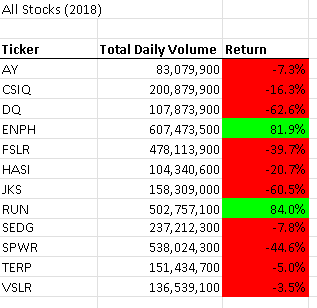 All Stocks (2018)
Ticker Total Daily Volume Return
AY 83,079,900 -7.3%
CSIQ 200,879,900 -16.3%
DQ 107,873,900 -62.6%
ENPH 607,473,500 81.9%
FSLR 478,113,900 -39.7%
HASI 104,340,600 -20.7%
JKS 158,309,000 -60.5%
RUN 502,757,100 84.0%
SEDG 237,212,300 -7.8%
SPWR 538,024,300 -44.6%
TERP 151,434,700 -5.0%
VSLR 136,539,100 -3.5%